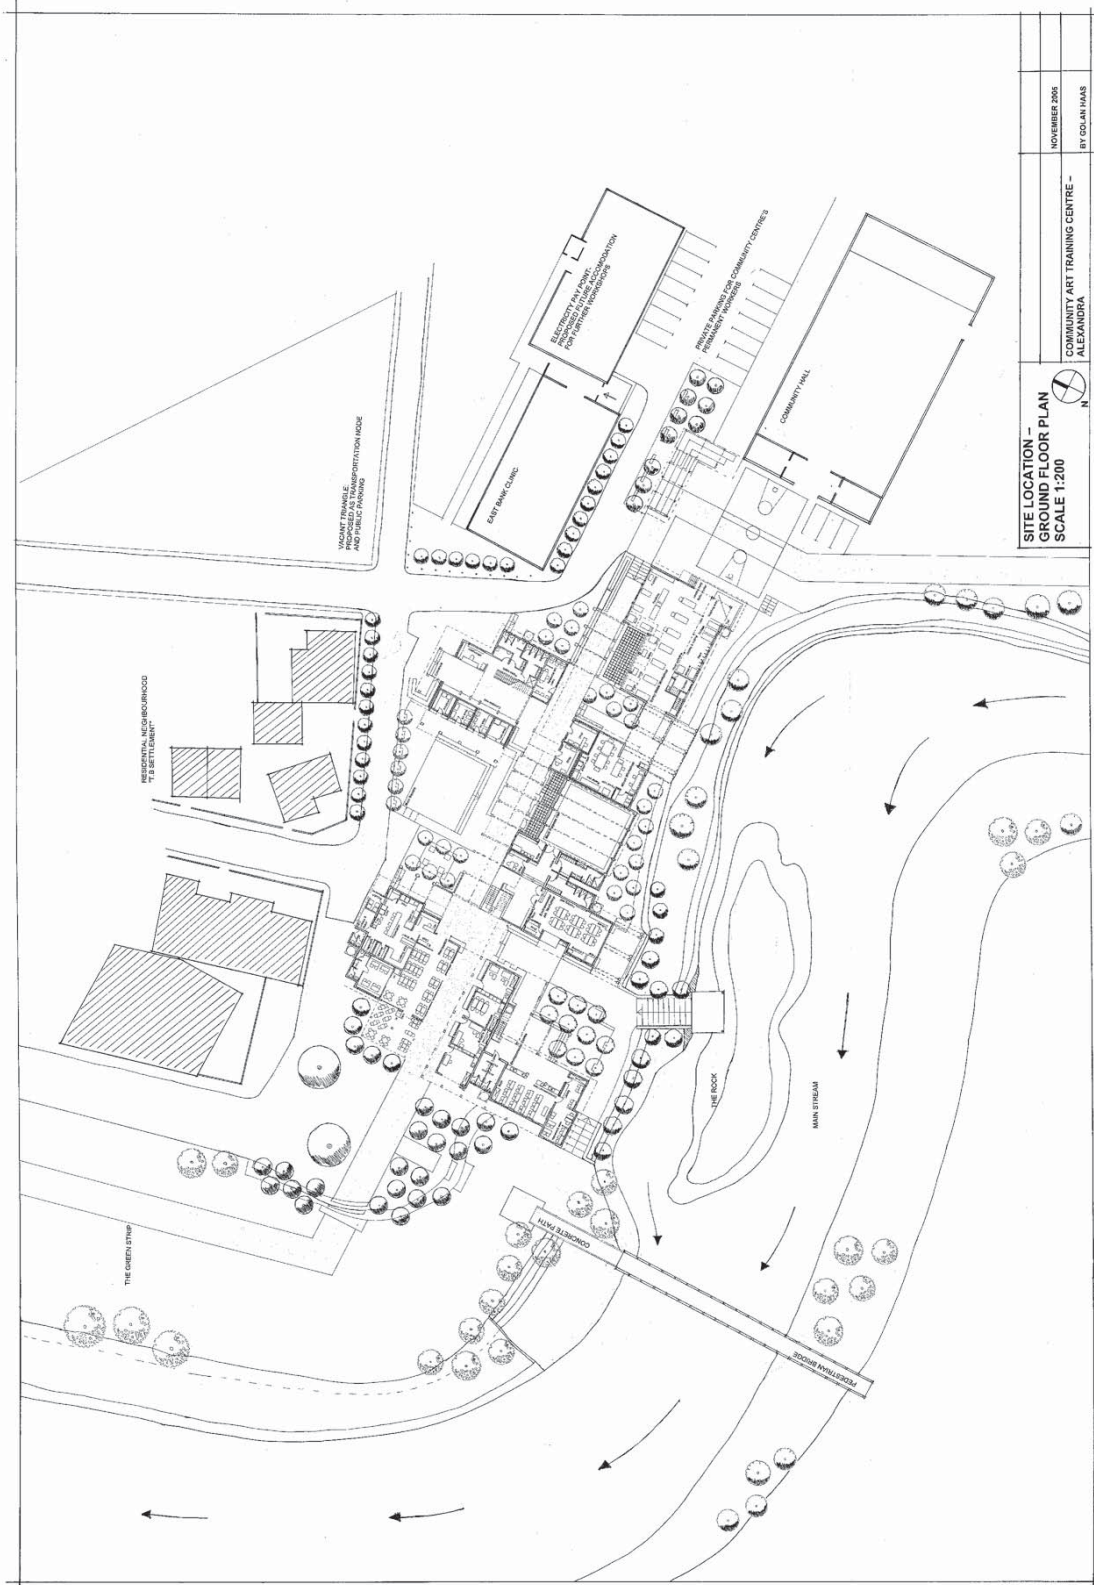 SITE LOCATION –
GROUND FLOOR PLAN
SCALE 1:200
N
COMMUNITY ART TRAINING CENTRE –
ALEXANDRA
NOVEMBER 2005
BY GOLAN HAAS
VACANT TRIANGLE:
PROPOSED AS TRANSPORTATION NODE
AND PUBLIC PARKING
ELECTRICITY PAY POINT:
PROPOSED FUTURE ACCOMODATION
FOR FURTHER WORKSHOPS
PRIVATE PARKING FOR COMMUNITY CENTRE'S
PERMANENT WORKERS
EAST BANK CLINIC
COMMUNITY HALL
RESIDENTIAL NEIGHBOURHOOD
"T.B SETTLEMENT"
THE ROCK
MAIN STREAM
THE GREEN STRIP
CONCRETE PATH
PEDESTRIAN BRIDGE